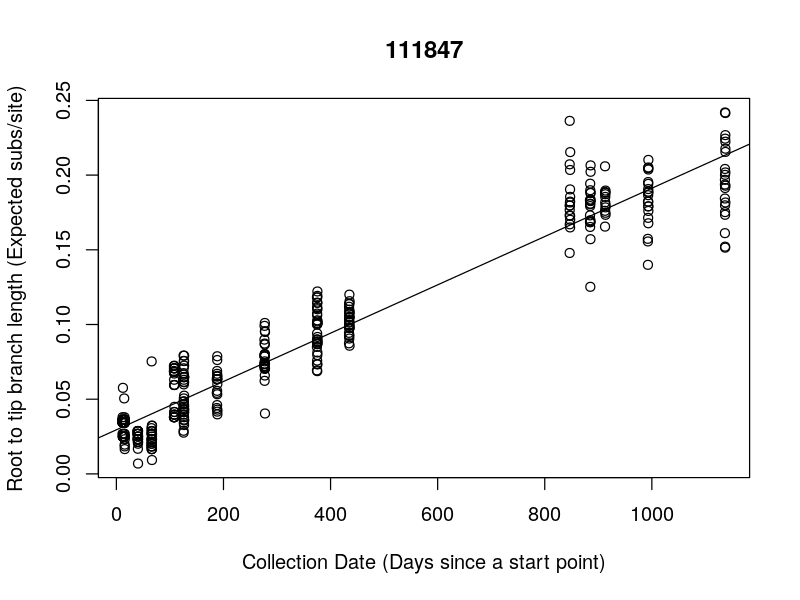 111847
Root to tip branch length (Expected subs/site)
0.25
0.20
0.15
0.10
0.05
0.00
0 200 400 600 800 1000
Collection Date (Days since a start point)